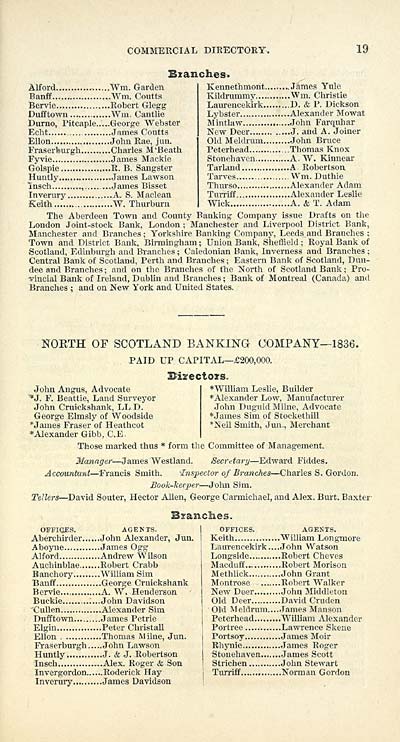 COMMERCIAL DIRECTORY. 19
Branches.
Alford..................Wm. Garden
Banff...................Wm. Coutts
Bervie..................Robert Glegg
Dufftown .............Wm. Cantlie
Durno, Pitcaple.....George Webster
Echt....................James Coutts
Ellon...................John Rae, jun.
Fraserburgh..........Charles M'Beath
Fyvie...................James Mackie
Golspie ................R. B. Sangster
Huntly.................James Lawson
Insch...................James Bisset
Inverury ..............A. S. Maclean
Keith ..................W. Thurburn
Kennethmont........James Yule
Kildrummy...........Wm. Christie
Laurencekirk.........D. & P. Dickson
Lybster................Alexander Mowat
Mintlaw...............John Farquhar
New Deer.............J. and A. Joiner
Old Meldrum.........John Bruce
Peterhead.............Thomas Knox
Stonehaven...........A. W. Kinnear
Tarland ...............A. Robertson
Tarves.................Wm. Duthie
Thurso.................Alexander Adam
Turriff.................Alexander Leslie
Wick...................A. & T. Adam
The Aberdeen Town and County Banking Company issue Drafts on the
London Joint-stock Bank, London; Manchester and Liverpool District Bank,
Manchester and Branches; Yorkshire Banking Company, Leeds and Branches;
Town and District Bank, Birmingham; Union Bank, Sheffield; Royal Bank of
Scotland, Edinburgh and Branches; Caledonian Bank, Inverness and Branches;
Central Bank of Scotland, Perth and Branches; Eastern Bank of Scotland, Dun-
dee and Branches; and on the Branches of the North of Scotland Bank; Pro-
vincial Bank of Ireland, Dublin and Branches; Bank of Montreal (Canada) and
Branches; and on New York and United States.
NORTH OF SCOTLAND BANKING COMPANY—1836.
PAID UP CAPITAL—£200,000.
Directors.
John Angus, Advocate
*J. F. Beattie, Land Surveyor
John Cruickshank, LL D.
George Elmsly of Woodside
*James Fraser of Heathcot
*Alexander Gibb, C.E.
*William Leslie, Builder
*Alexander Low, Manufacturer
John Duguid Milne, Advocate
*James Sim of Stockethill
*Neil Smith, Jun., Merchant
Those marked thus * form the Committee of Management.
Manager—James Westland. Secretary—Edward Fiddes.
Accountant—Francis Smith. Inspector of Branches—Charles S. Gordon.
Book-keeper—John Sim.
Tellers—David Souter, Hector Allen, George Carmichael, and Alex. Burt. Baxter
Branches.
OFFICES. AGENTS.
Aberchirder......John Alexander, Jun.
Aboyne............James Ogg
Alford..............Andrew Wilson
Auchinblae.......Robert Crabb
Banchory.........William Sim
Banff...............George Cruickshank
Bervie..............A. W. Henderson
Buckie.............John Davidson
Cullen.............Alexander Sim
Dufftown.........James Petrie
Elgin...............Peter Christall
Ellon ..............Thomas Milne, Jun.
Fraserburgh.....John Lawson
Huntly............J. & J. Robertson
Insch...............Alex. Roger & Son
Invergordon.....Roderick Hay
Inverury..........James Davidson
OFFICES. AGENTS.
Keith...............William Longmore
Laurencekirk....John Watson
Longside..........Robert Cheves
Macduff...........Robert Morison
Methlick..........John Grant
Montrose .........Robert Walker
New Deer.........John Middleton
Old Deer..........David Cruden
Old Meldrum....James Manson
Peterhead.........William Alexander
Portree............Lawrence Skene
Portsoy............James Moir
Rhynie.............James Roger
Stonehaven.......James Scott
Strichen ...........John Stewart
Turriff..............Norman Gordon